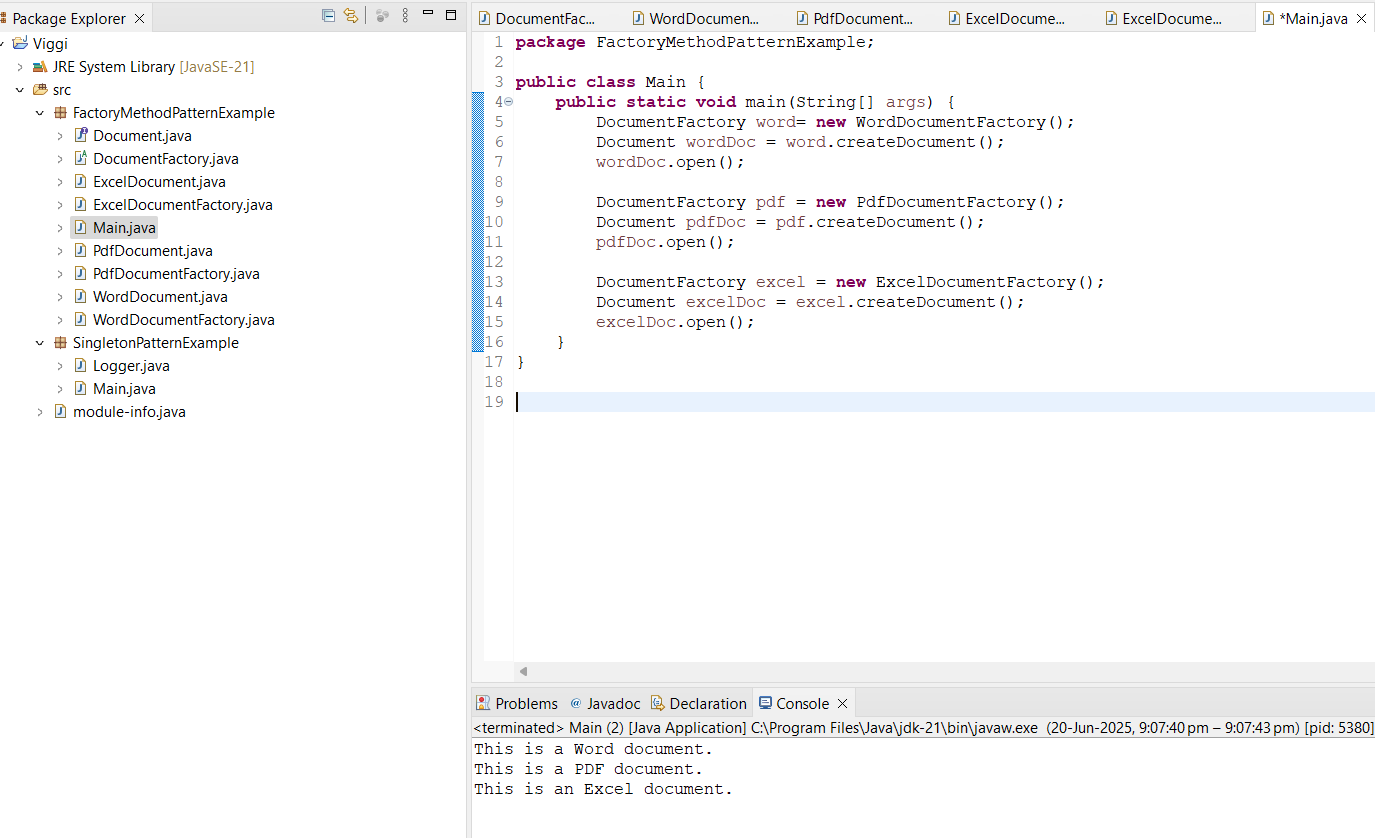 Package Explorer
Viggi
JRE System Library [JavaSE-21]
src
FactoryMethodPatternExample
Document.java
DocumentFactory.java
ExcelDocument.java
ExcelDocumentFactory.java
Main.java
PdfDocument.java
PdfDocumentFactory.java
WordDocument.java
WordDocumentFactory.java
SingletonPatternExample
Logger.java
Main.java
module-info.java
DocumentFac... WordDocumen... PdfDocument... ExcelDocume... ExcelDocume... *Main.java
1 package FactoryMethodPatternExample;
2
3 public class Main {
4 public static void main(String[] args) {
5 DocumentFactory word= new WordDocumentFactory();
6 Document wordDoc = word.createDocument();
7 wordDoc.open();
8
9 DocumentFactory pdf = new PdfDocumentFactory();
10 Document pdfDoc = pdf.createDocument();
11 pdfDoc.open();
12
13 DocumentFactory excel = new ExcelDocumentFactory();
14 Document excelDoc = excel.createDocument();
15 excelDoc.open();
16 }
17 }
18
19
Problems Javadoc Declaration Console
<terminated> Main (2) [Java Application] C:\Program Files\Java\jdk-21\bin\javaw.exe (20-Jun-2025, 9:07:40 pm – 9:07:43 pm) [pid: 5380]
This is a Word document.
This is a PDF document.
This is an Excel document.